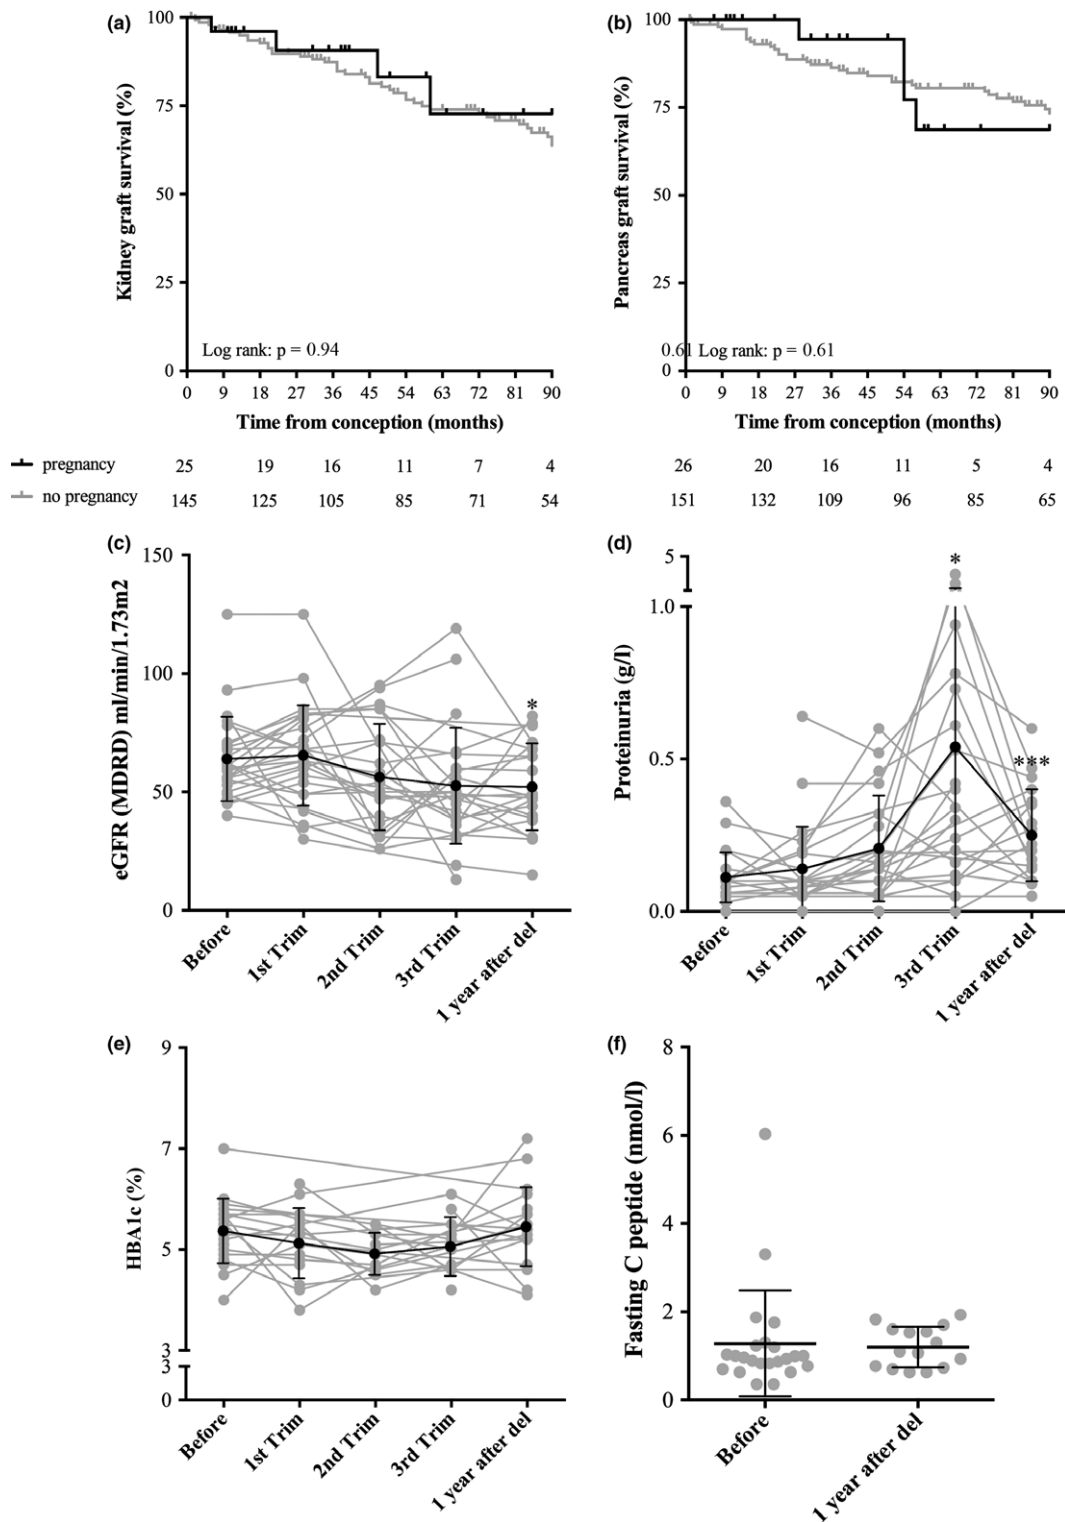 (a)
Kidney graft survival (%)
100
75
50
25
0
Log rank: p = 0.94
0 9 18 27 36 45 54 63 72 81 90
Time from conception (months)
(b)
Pancreas graft survival (%)
100
75
50
25
0
0.61 Log rank: p = 0.61
0 9 18 27 36 45 54 63 72 81 90
Time from conception (months)
pregnancy 25 19 16 11 7 4 26 20 16 11 5 4
no pregnancy 145 125 105 85 71 54 151 132 109 96 85 65
(c)
eGFR (MDRD) ml/min/1.73m2
150
100
50
0
*
Before 1st Trim 2nd Trim 3rd Trim 1 year after del
(d)
Proteinuria (g/l)
5
1.0
0.5
0.0
*
***
Before 1st Trim 2nd Trim 3rd Trim 1 year after del
(e)
HBA1c (%)
9
7
5
3
3
0
Before 1st Trim 2nd Trim 3rd Trim 1 year after del
(f)
Fasting C peptide (nmol/l)
8
6
4
2
0
Before 1 year after del